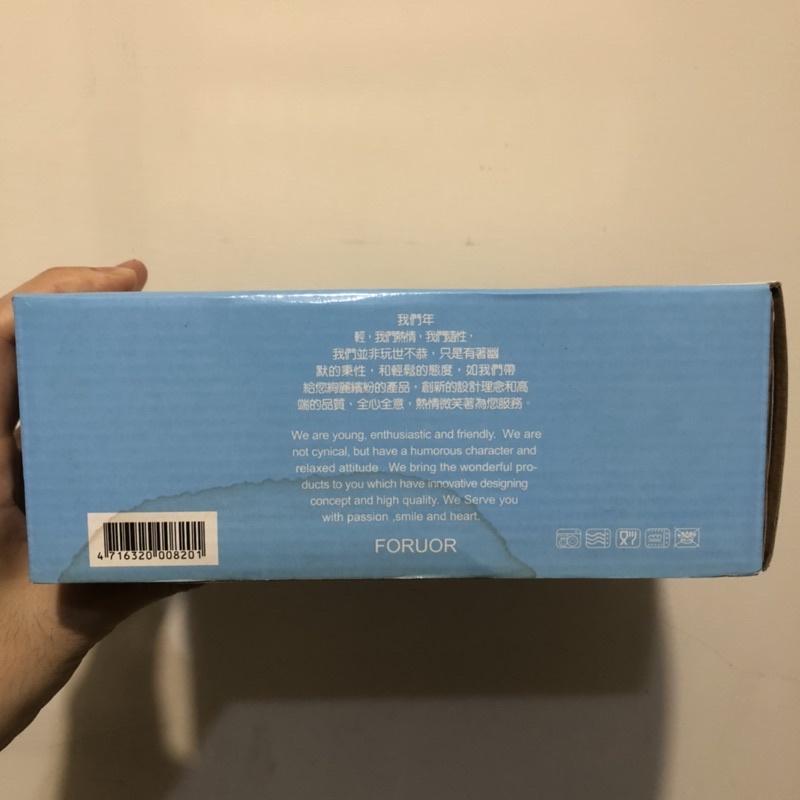 我們年
輕，我們熱情，我們隨性，
我們並非玩世不恭，只是有著幽
默的秉性，和輕鬆的態度，如我們帶
給您絢麗繽紛的產品，創新的設計理念和高
端的品質、全心全意，熱情微笑著為您服務。
We are young, enthusiastic and friendly. We are
not cynical, but have a humorous character and
relaxed attitude . We bring the wonderful pro-
ducts to you which have innovative designing
concept and high quality. We Serve you
with passion ,smile and heart.
FORUOR
4 716320 008201